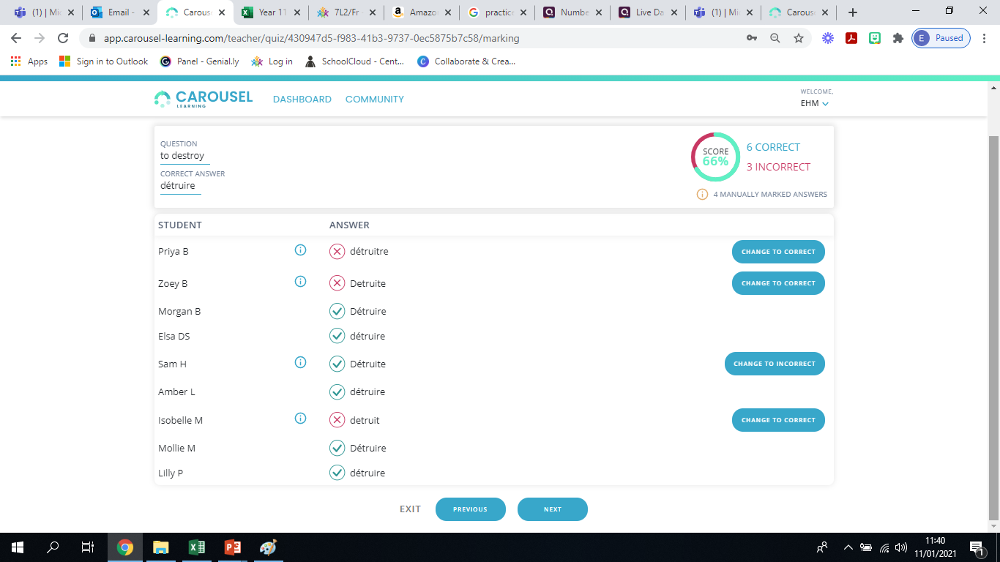 (1) | Mic
Email -
Carouse
Year 11
7L2/Fr
Amazon
practice
Numbe
Live Da
(1) | Mi
Carous
app.carousel-learning.com/teacher/quiz/430947d5-f983-41b3-9737-0ec5875b7c58/marking
E Paused
Apps Sign in to Outlook Panel - Genial.ly Log in SchoolCloud - Cent... Collaborate & Crea...
CAROUSEL
LEARNING
DASHBOARD COMMUNITY
WELCOME,
EHM
QUESTION
to destroy
CORRECT ANSWER
détruire
SCORE
66%
6 CORRECT
3 INCORRECT
4 MANUALLY MARKED ANSWERS
STUDENT ANSWER
Priya B détruitre CHANGE TO CORRECT
Zoey B Detruite CHANGE TO CORRECT
Morgan B Détruire
Elsa DS détruire
Sam H Détruite CHANGE TO INCORRECT
Amber L détruire
Isobelle M detruit CHANGE TO CORRECT
Mollie M Détruire
Lilly P détruire
EXIT PREVIOUS NEXT
11:40
11/01/2021
1